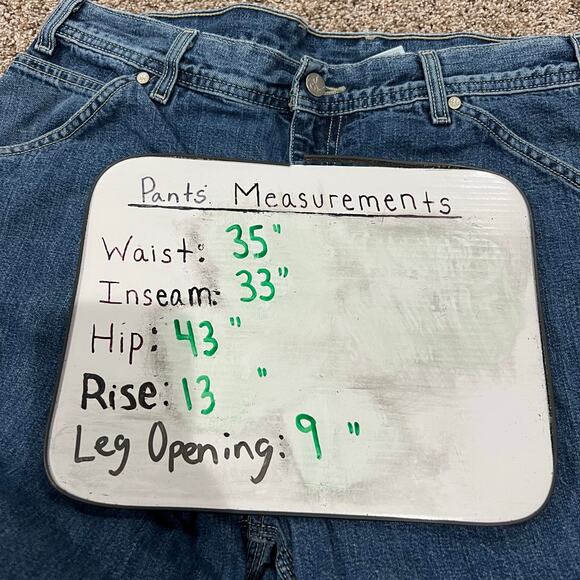 Pants Measurements
Waist: 35"
Inseam: 33"
Hip: 43"
Rise: 13"
Leg Opening: 9"